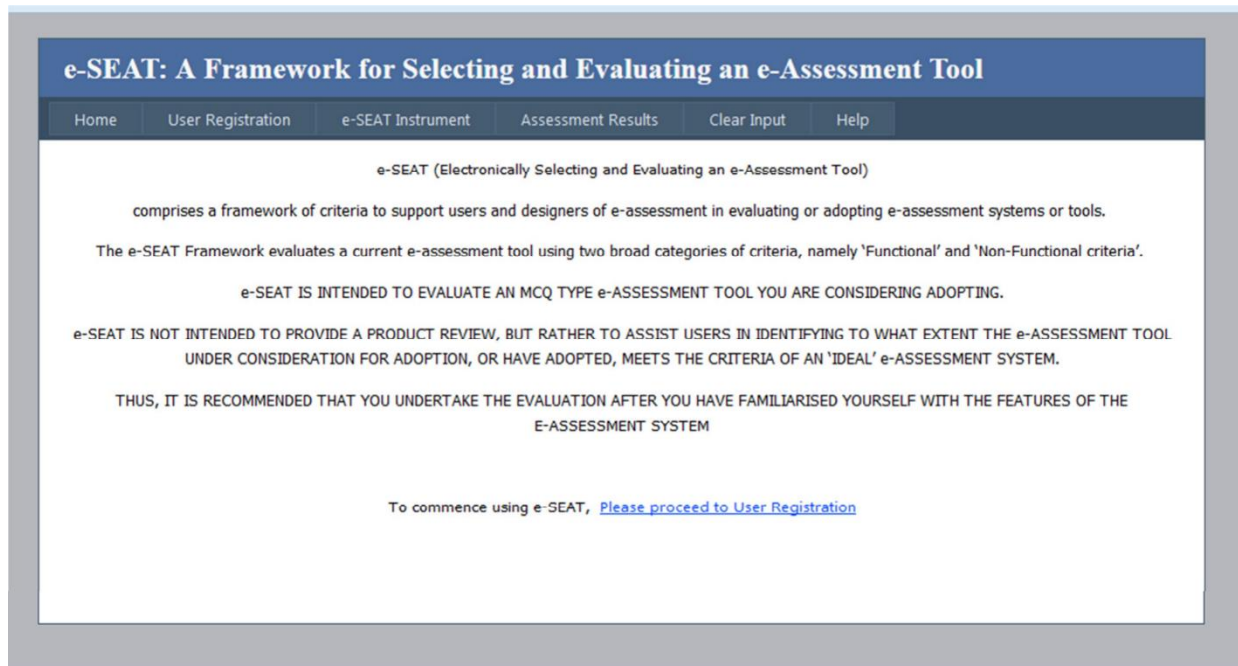 e-SEAT: A Framework for Selecting and Evaluating an e-Assessment Tool
Home User Registration e-SEAT Instrument Assessment Results Clear Input Help
e-SEAT (Electronically Selecting and Evaluating an e-Assessment Tool)
comprises a framework of criteria to support users and designers of e-assessment in evaluating or adopting e-assessment systems or tools.
The e-SEAT Framework evaluates a current e-assessment tool using two broad categories of criteria, namely ‘Functional’ and ‘Non-Functional criteria’.
e-SEAT IS INTENDED TO EVALUATE AN MCQ TYPE e-ASSESSMENT TOOL YOU ARE CONSIDERING ADOPTING.
e-SEAT IS NOT INTENDED TO PROVIDE A PRODUCT REVIEW, BUT RATHER TO ASSIST USERS IN IDENTIFYING TO WHAT EXTENT THE e-ASSESSMENT TOOL
UNDER CONSIDERATION FOR ADOPTION, OR HAVE ADOPTED, MEETS THE CRITERIA OF AN ‘IDEAL’ e-ASSESSMENT SYSTEM.
THUS, IT IS RECOMMENDED THAT YOU UNDERTAKE THE EVALUATION AFTER YOU HAVE FAMILIARISED YOURSELF WITH THE FEATURES OF THE
E-ASSESSMENT SYSTEM
To commence using e-SEAT, Please proceed to User Registration